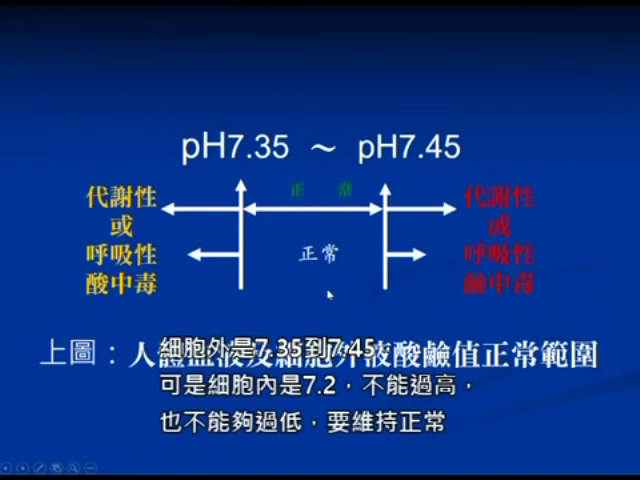 pH7.35 ～ pH7.45
正 常
代謝性
或
呼吸性
酸中毒
正常
代謝性
或
呼吸性
鹼中毒
上圖：人體血液及細胞外液酸鹼值正常範圍
細胞外是7.35到7.45，
可是細胞內是7.2，不能過高，
也不能夠過低，要維持正常